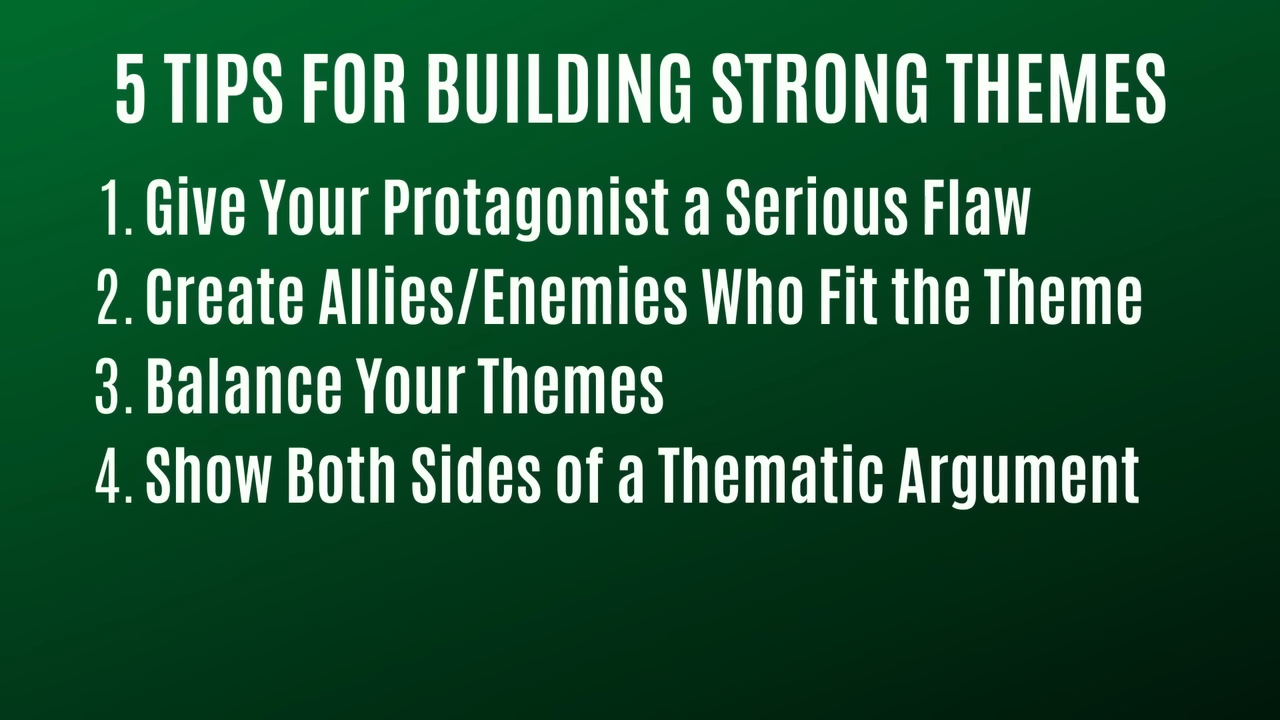 5 TIPS FOR BUILDING STRONG THEMES
1. Give Your Protagonist a Serious Flaw
2. Create Allies/Enemies Who Fit the Theme
3. Balance Your Themes
4. Show Both Sides of a Thematic Argument